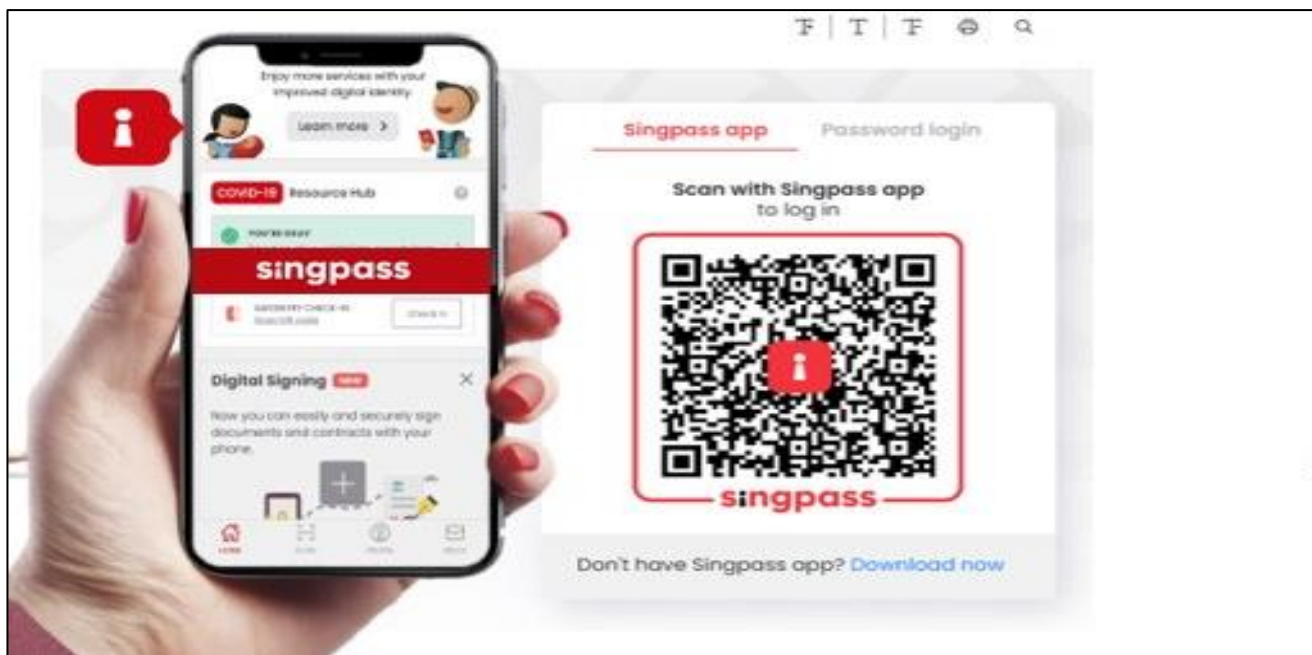 Enjoy more services with your
improved digital identity
Learn more >
COVID-19 Resource Hub
singpass
Check in
Digital Signing NEW
Now you can easily and securely sign
documents and contracts with your
phone.
HOME
Singpass app
Password login
Scan with Singpass app
to log in
singpass
Don't have Singpass app? Download now